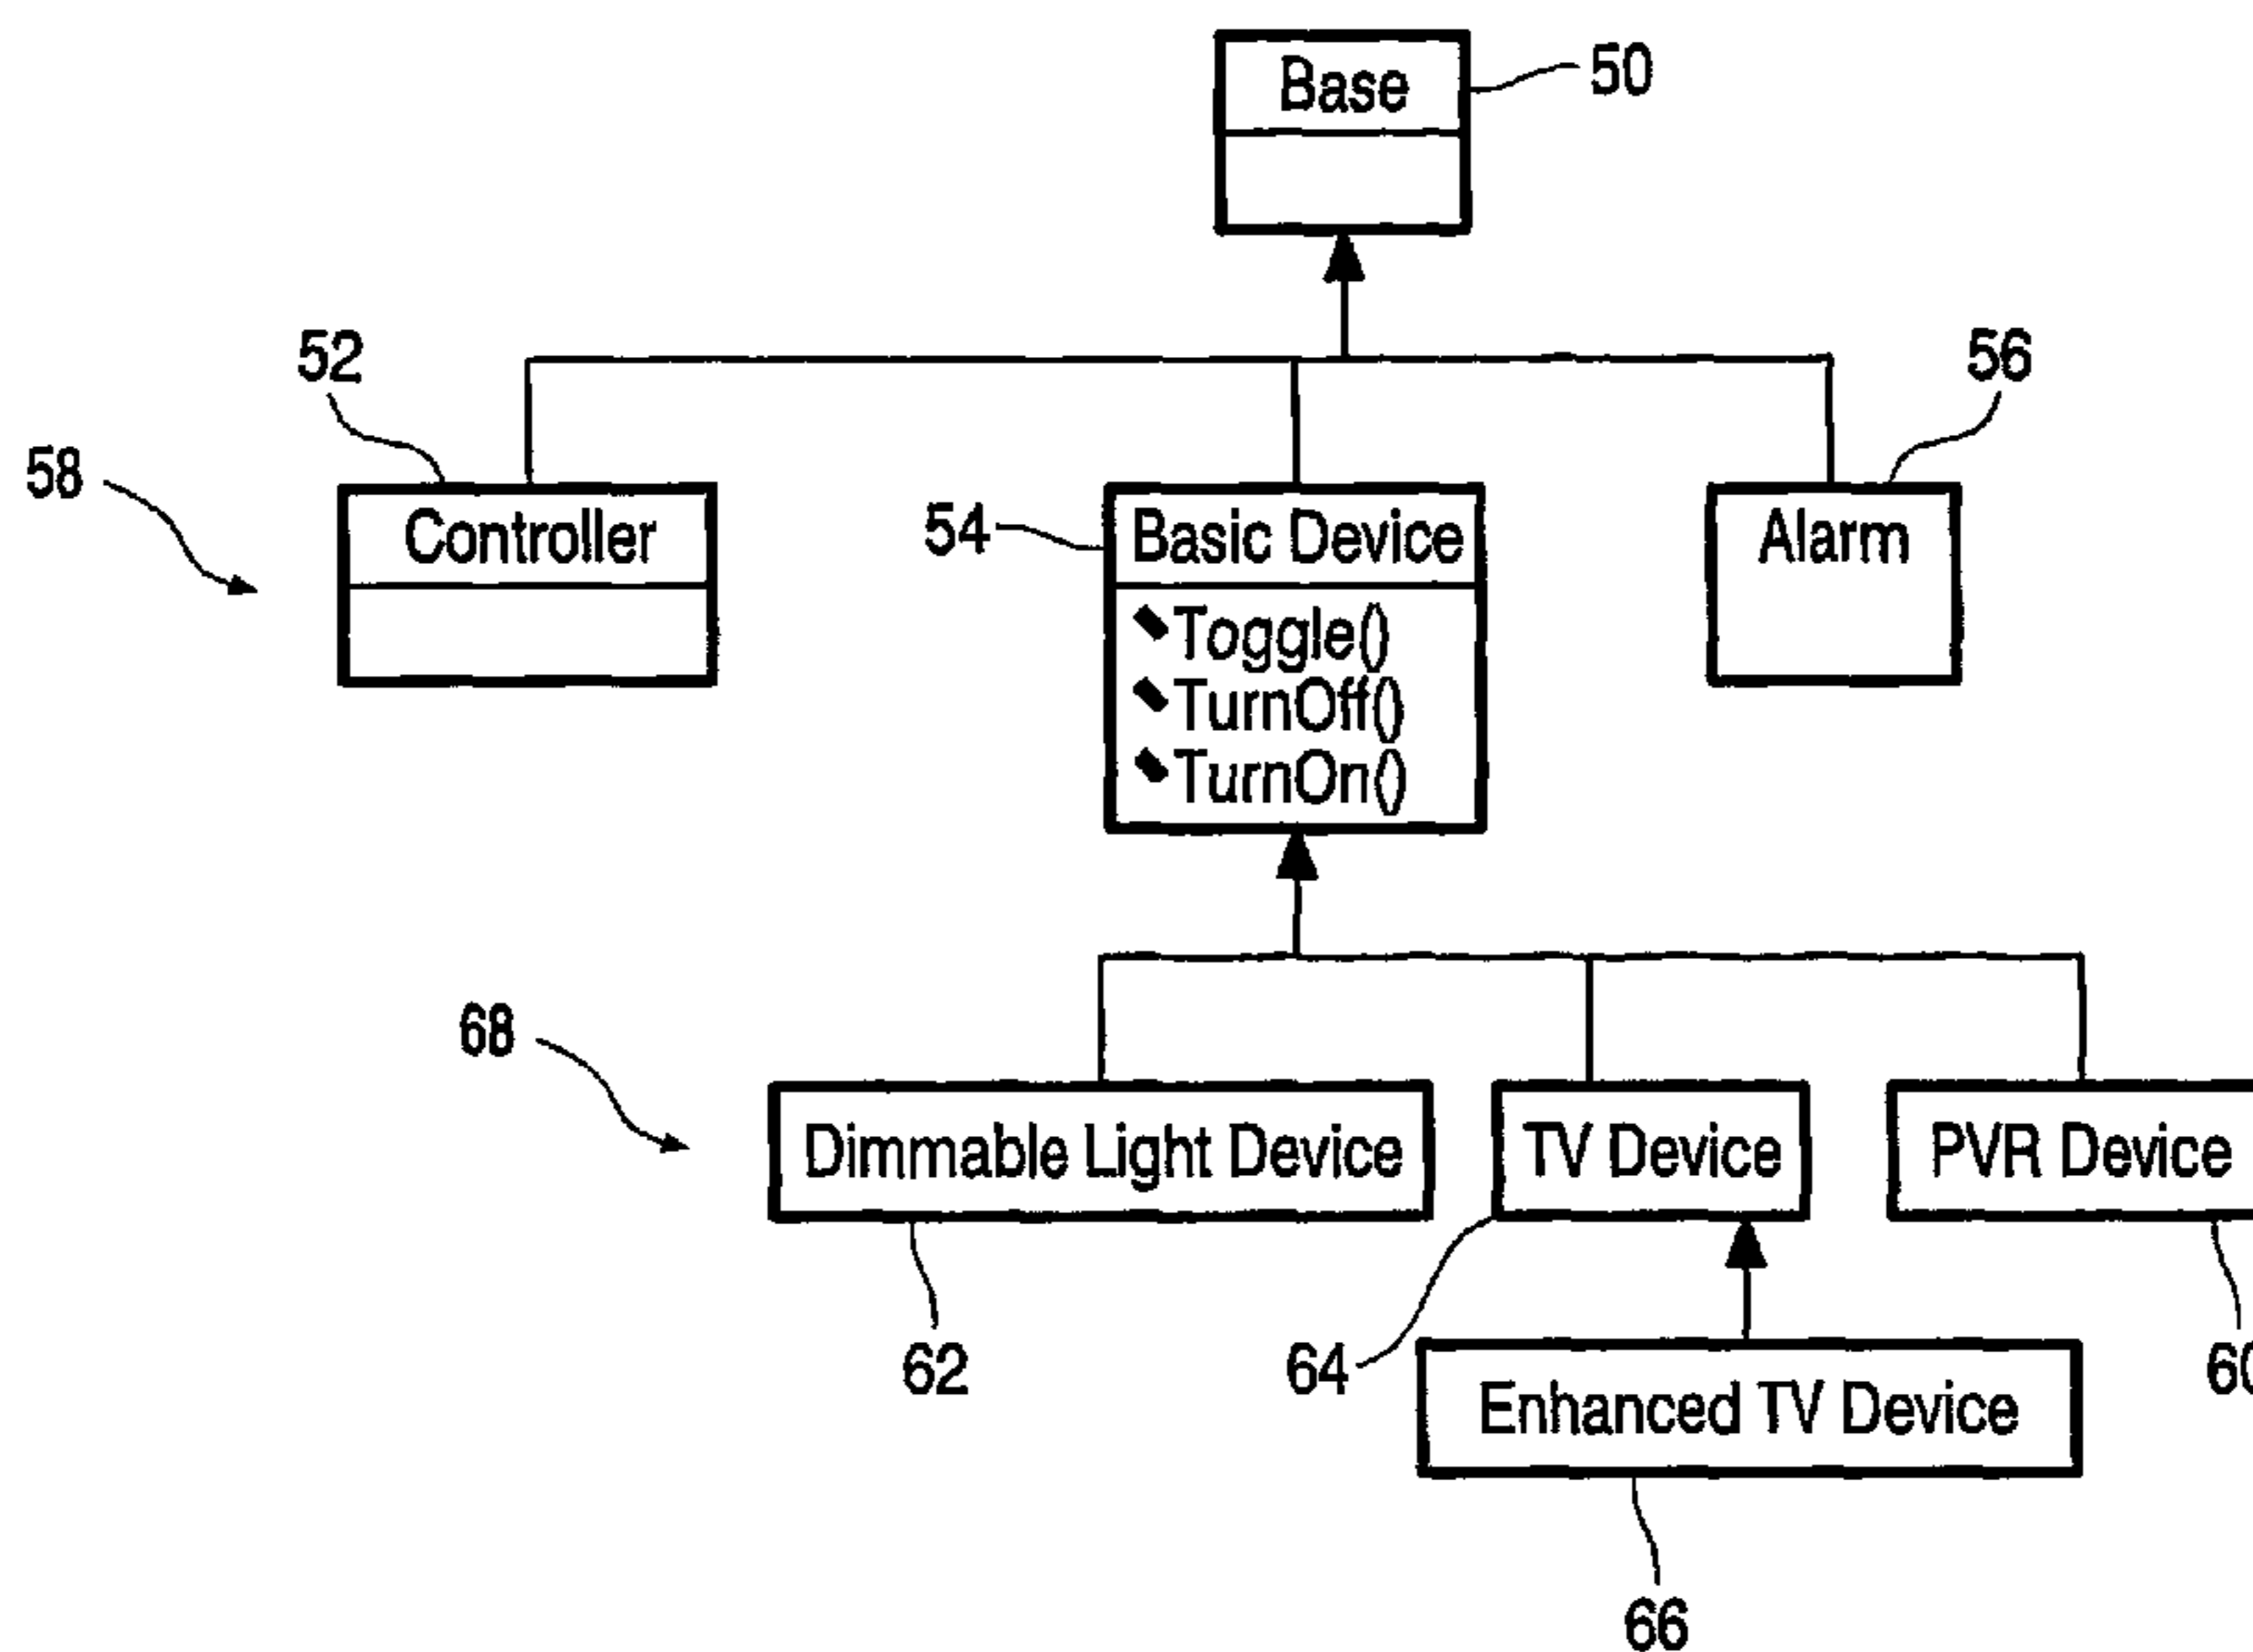 Base
50
52
56
58
Controller
54
Basic Device
Alarm
Toggle()
TurnOff()
TurnOn()
68
Dimmable Light Device
TV Device
PVR Device
62
64
60
Enhanced TV Device
66